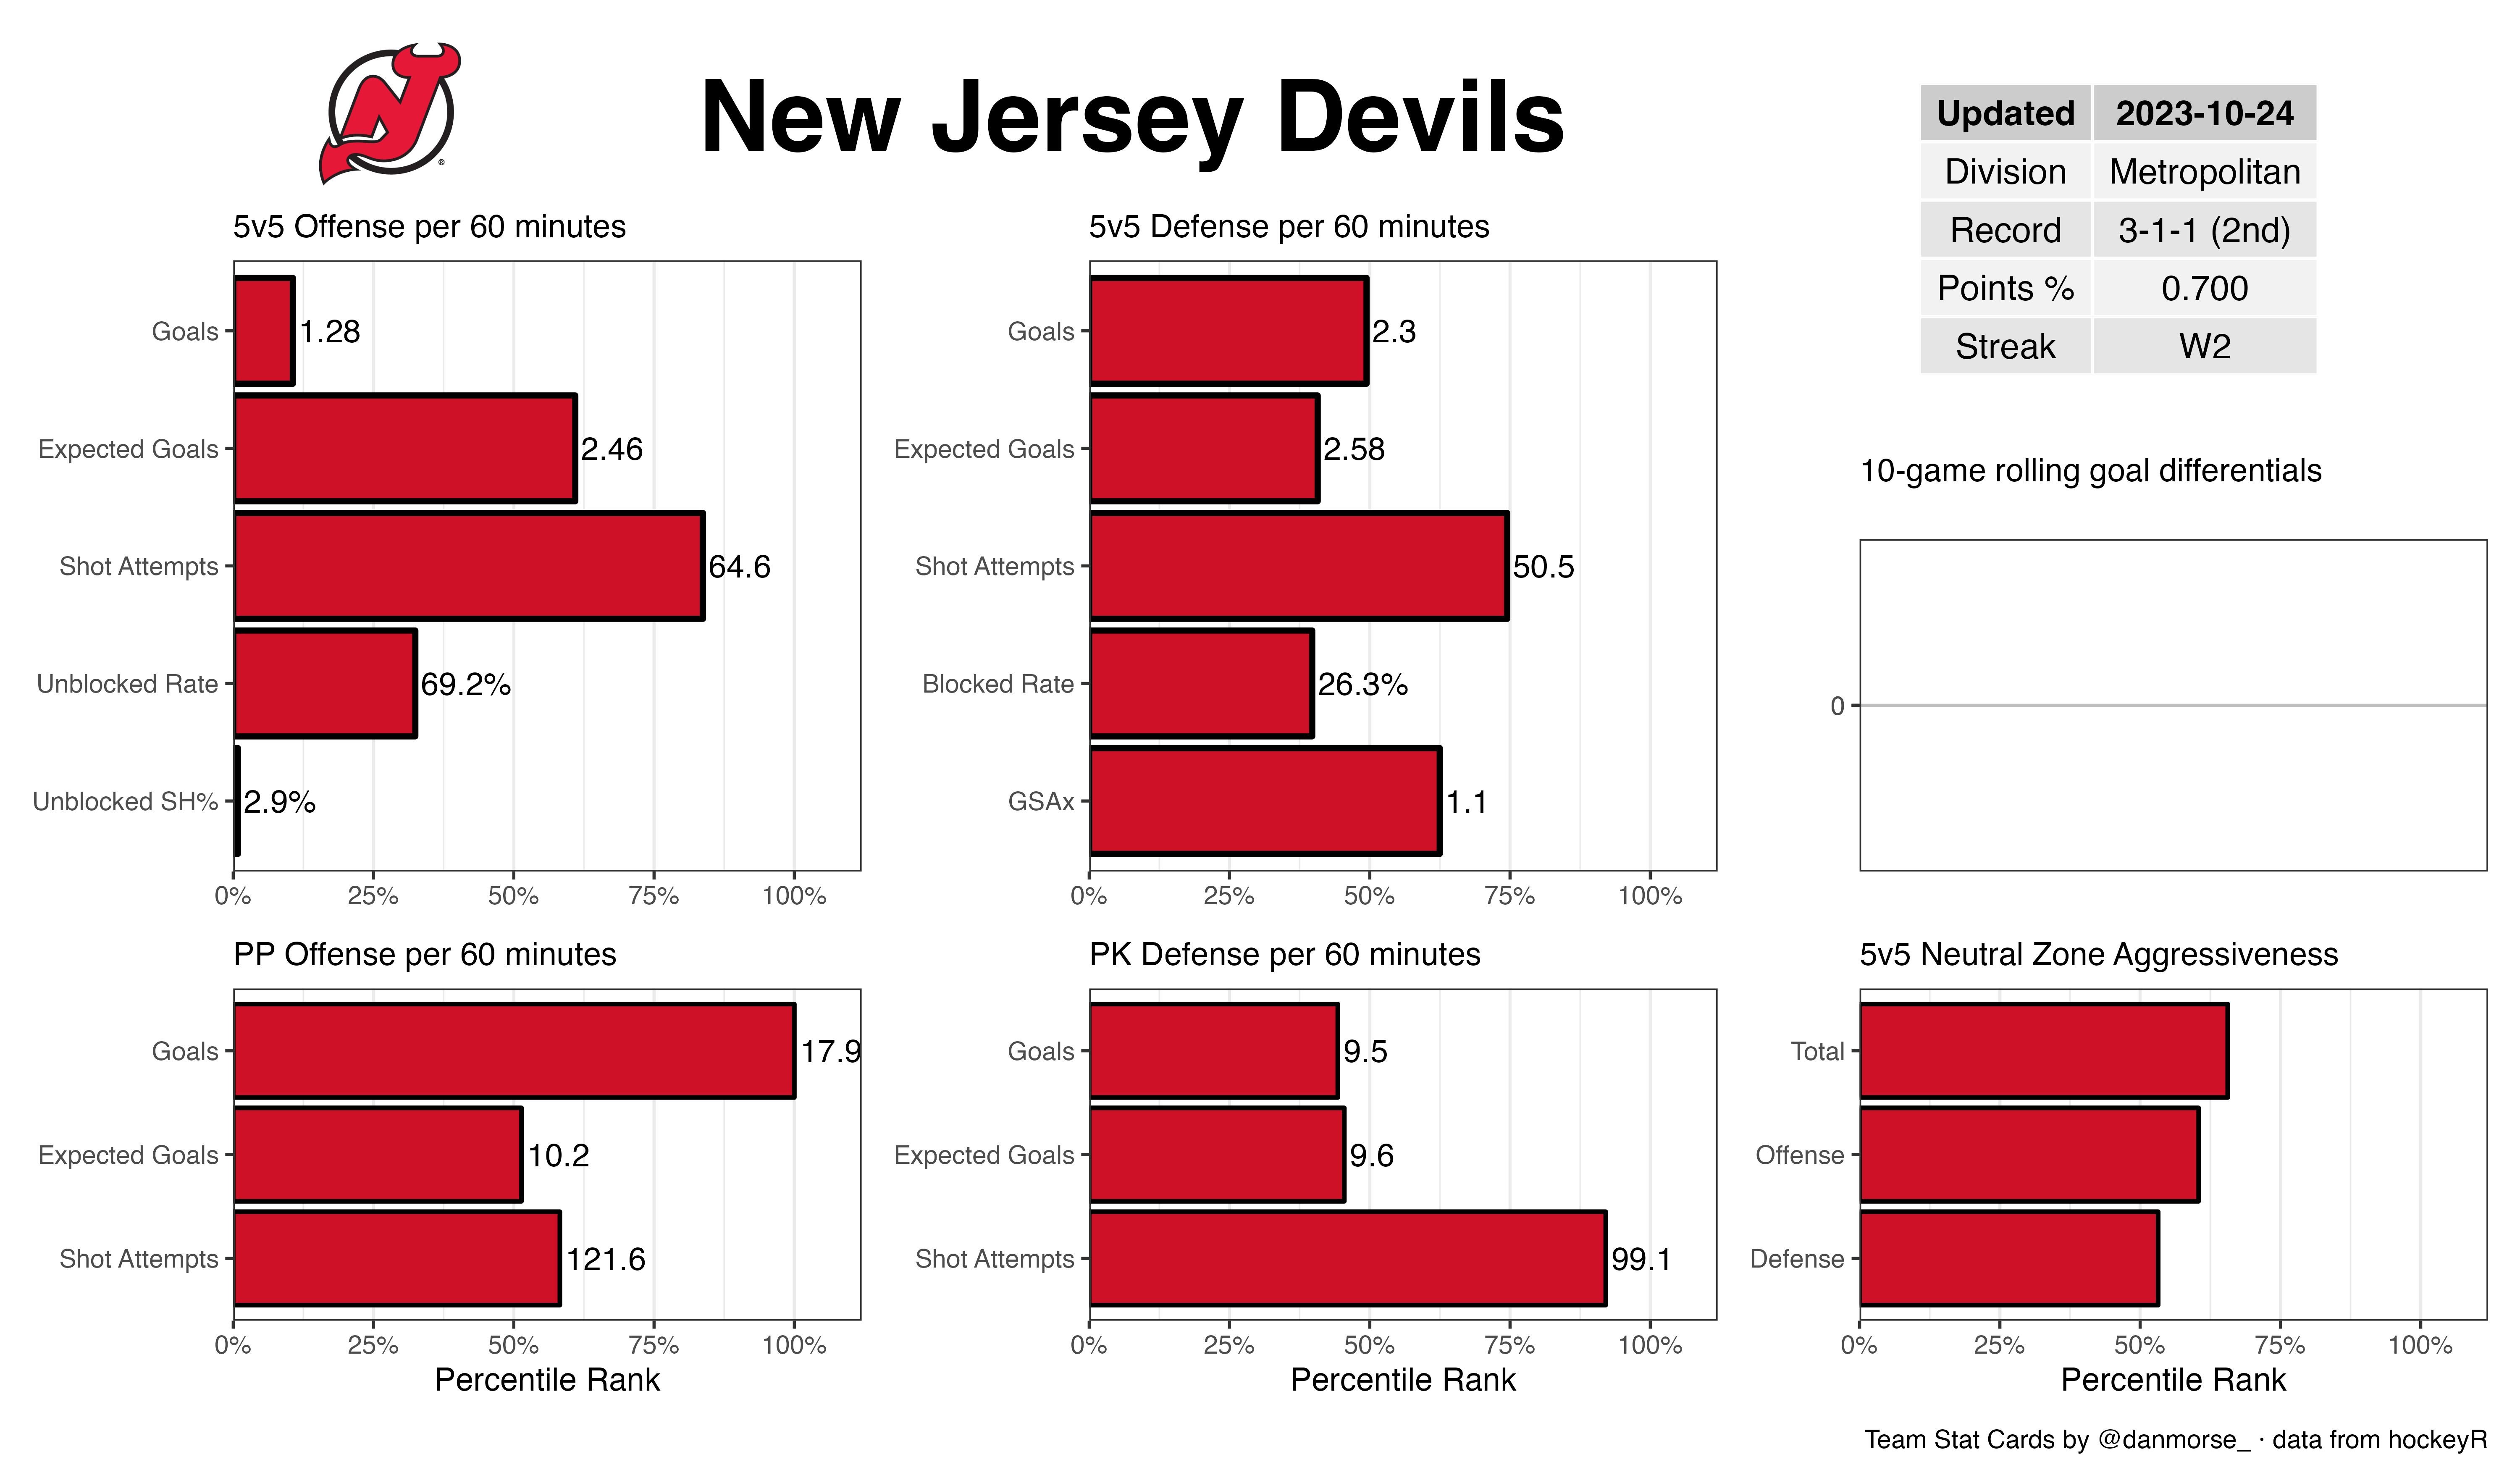 New Jersey Devils
Updated 2023-10-24
Division Metropolitan
Record 3-1-1 (2nd)
Points % 0.700
Streak W2
5v5 Offense per 60 minutes
Goals 1.28
Expected Goals 2.46
Shot Attempts 64.6
Unblocked Rate 69.2%
Unblocked SH% 2.9%
0% 25% 50% 75% 100%
5v5 Defense per 60 minutes
Goals 2.3
Expected Goals 2.58
Shot Attempts 50.5
Blocked Rate 26.3%
GSAx 1.1
0% 25% 50% 75% 100%
10-game rolling goal differentials
0
PP Offense per 60 minutes
Goals 17.9
Expected Goals 10.2
Shot Attempts 121.6
0% 25% 50% 75% 100%
Percentile Rank
PK Defense per 60 minutes
Goals 9.5
Expected Goals 9.6
Shot Attempts 99.1
0% 25% 50% 75% 100%
Percentile Rank
5v5 Neutral Zone Aggressiveness
Total
Offense
Defense
0% 25% 50% 75% 100%
Percentile Rank
Team Stat Cards by @danmorse_ · data from hockeyR